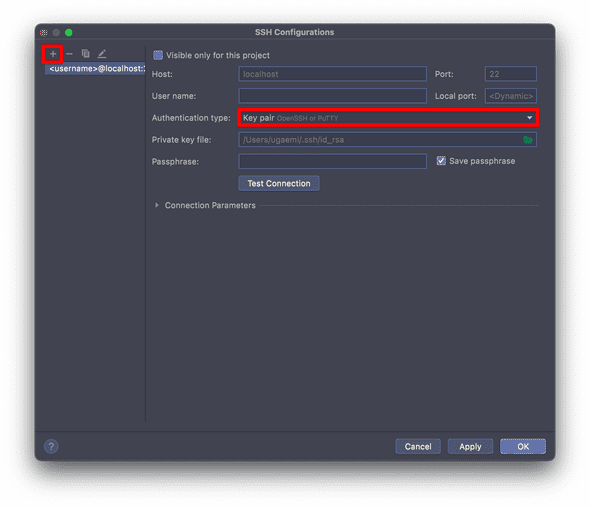 SSH Configurations
<username>@localhost:2
Visible only for this project
Host: localhost Port: 22
User name: Local port: <Dynamic>
Authentication type: Key pair OpenSSH or PuTTY
Private key file: /Users/ugaemi/.ssh/id_rsa
Passphrase: Save passphrase
Test Connection
Connection Parameters
? Cancel Apply OK